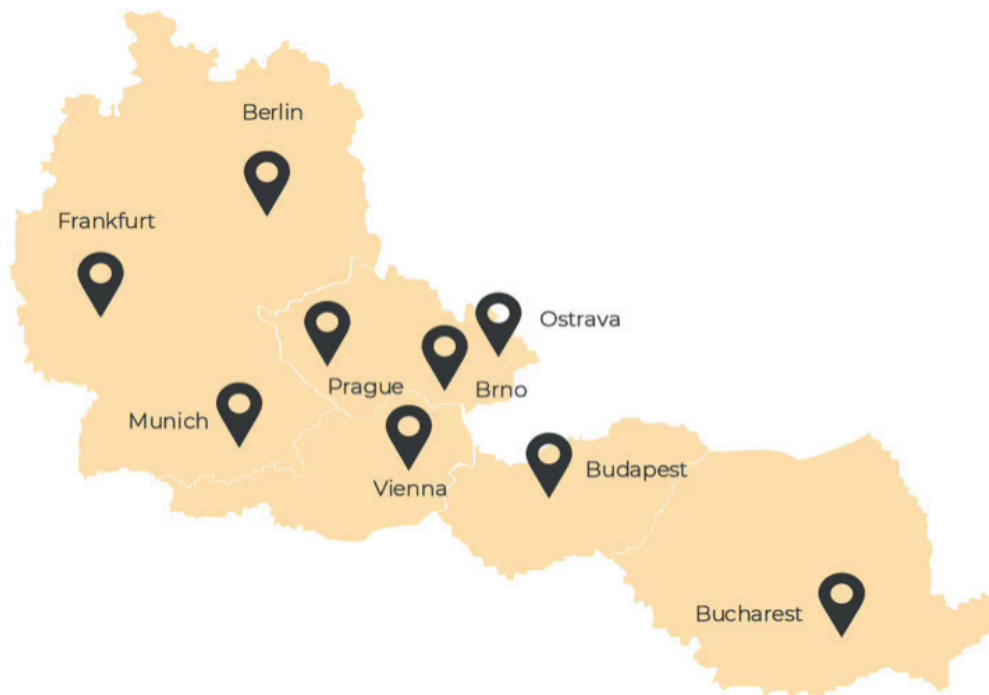 Berlin
Frankfurt
Ostrava
Prague
Brno
Munich
Budapest
Vienna
Bucharest